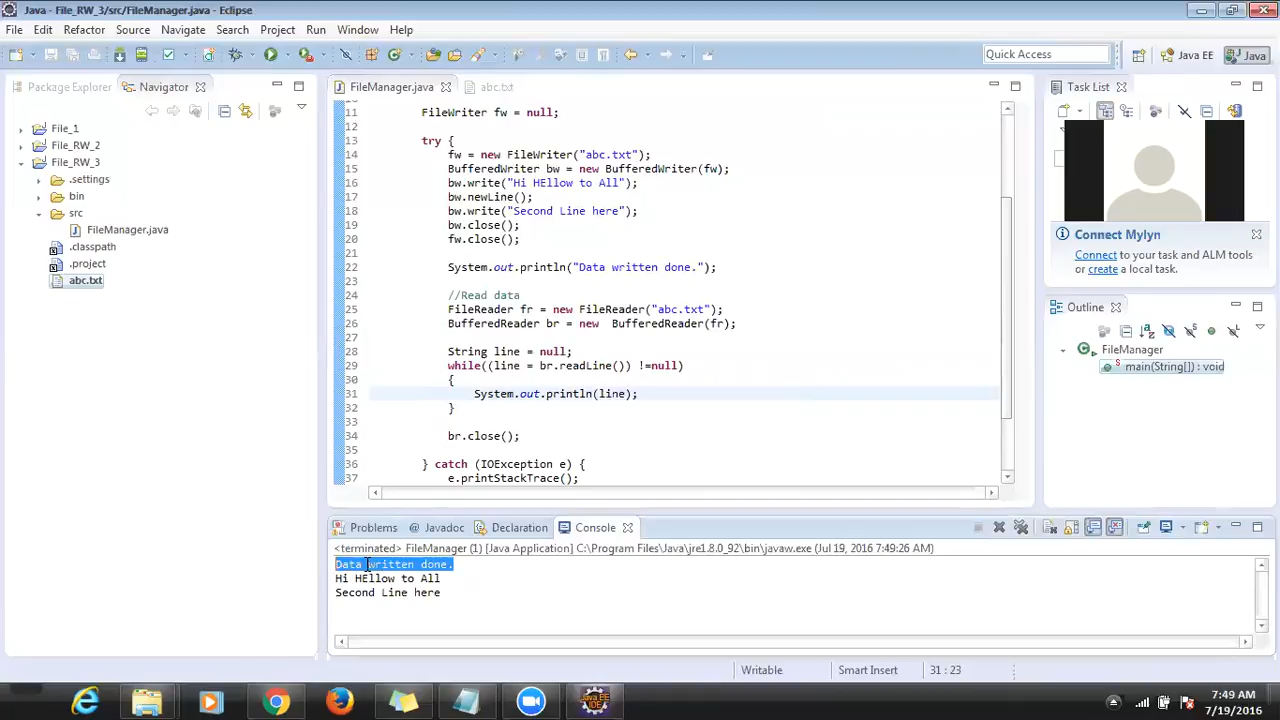 Java - File_RW_3/src/FileManager.java - Eclipse
File Edit Refactor Source Navigate Search Project Run Window Help
Quick Access
Java EE
Java
Package Explorer
Navigator
File_1
File_RW_2
File_RW_3
.settings
bin
src
FileManager.java
.classpath
.project
abc.txt
FileManager.java
abc.txt
11 FileWriter fw = null;
12
13 try {
14 fw = new FileWriter("abc.txt");
15 BufferedWriter bw = new BufferedWriter(fw);
16 bw.write("Hi HEllow to All");
17 bw.newLine();
18 bw.write("Second Line here");
19 bw.close();
20 fw.close();
21
22 System.out.println("Data written done.");
23
24 //Read data
25 FileReader fr = new FileReader("abc.txt");
26 BufferedReader br = new  BufferedReader(fr);
27
28 String line = null;
29 while((line = br.readLine()) !=null)
30 {
31 System.out.println(line);
32 }
33
34 br.close();
35
36 } catch (IOException e) {
37 e.printStackTrace();
Task List
Connect Mylyn
Connect to your task and ALM tools
or create a local task.
Outline
FileManager
main(String[]) : void
Problems @ Javadoc Declaration Console
<terminated> FileManager (1) [Java Application] C:\Program Files\Java\jre1.8.0_92\bin\javaw.exe (Jul 19, 2016 7:49:26 AM)
Data written done.
Hi HEllow to All
Second Line here
Writable
Smart Insert
31 : 23
Java EE
IDE
7:49 AM
7/19/2016